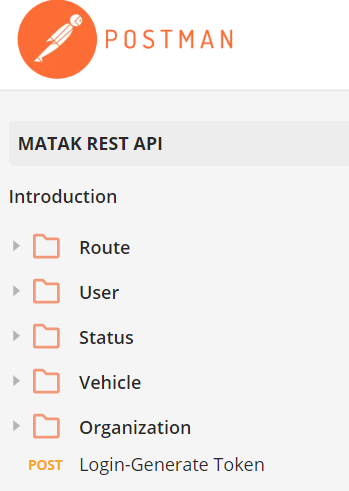 POSTMAN
MATAK REST API
Introduction
Route
User
Status
Vehicle
Organization
POST Login-Generate Token